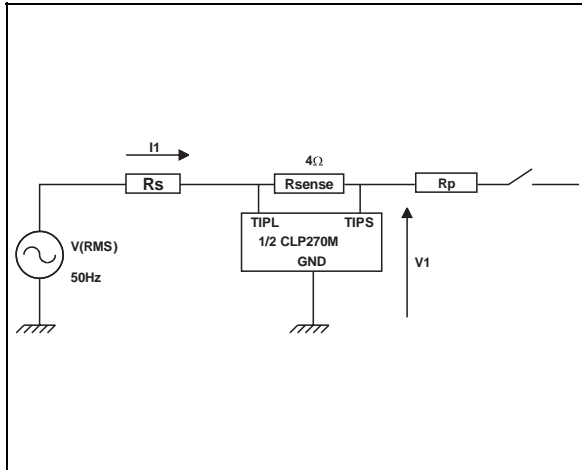 I1
4Ω
Rs
Rsense
Rp
TIPL TIPS
V(RMS)
1/2 CLP270M
GND
V1
50Hz